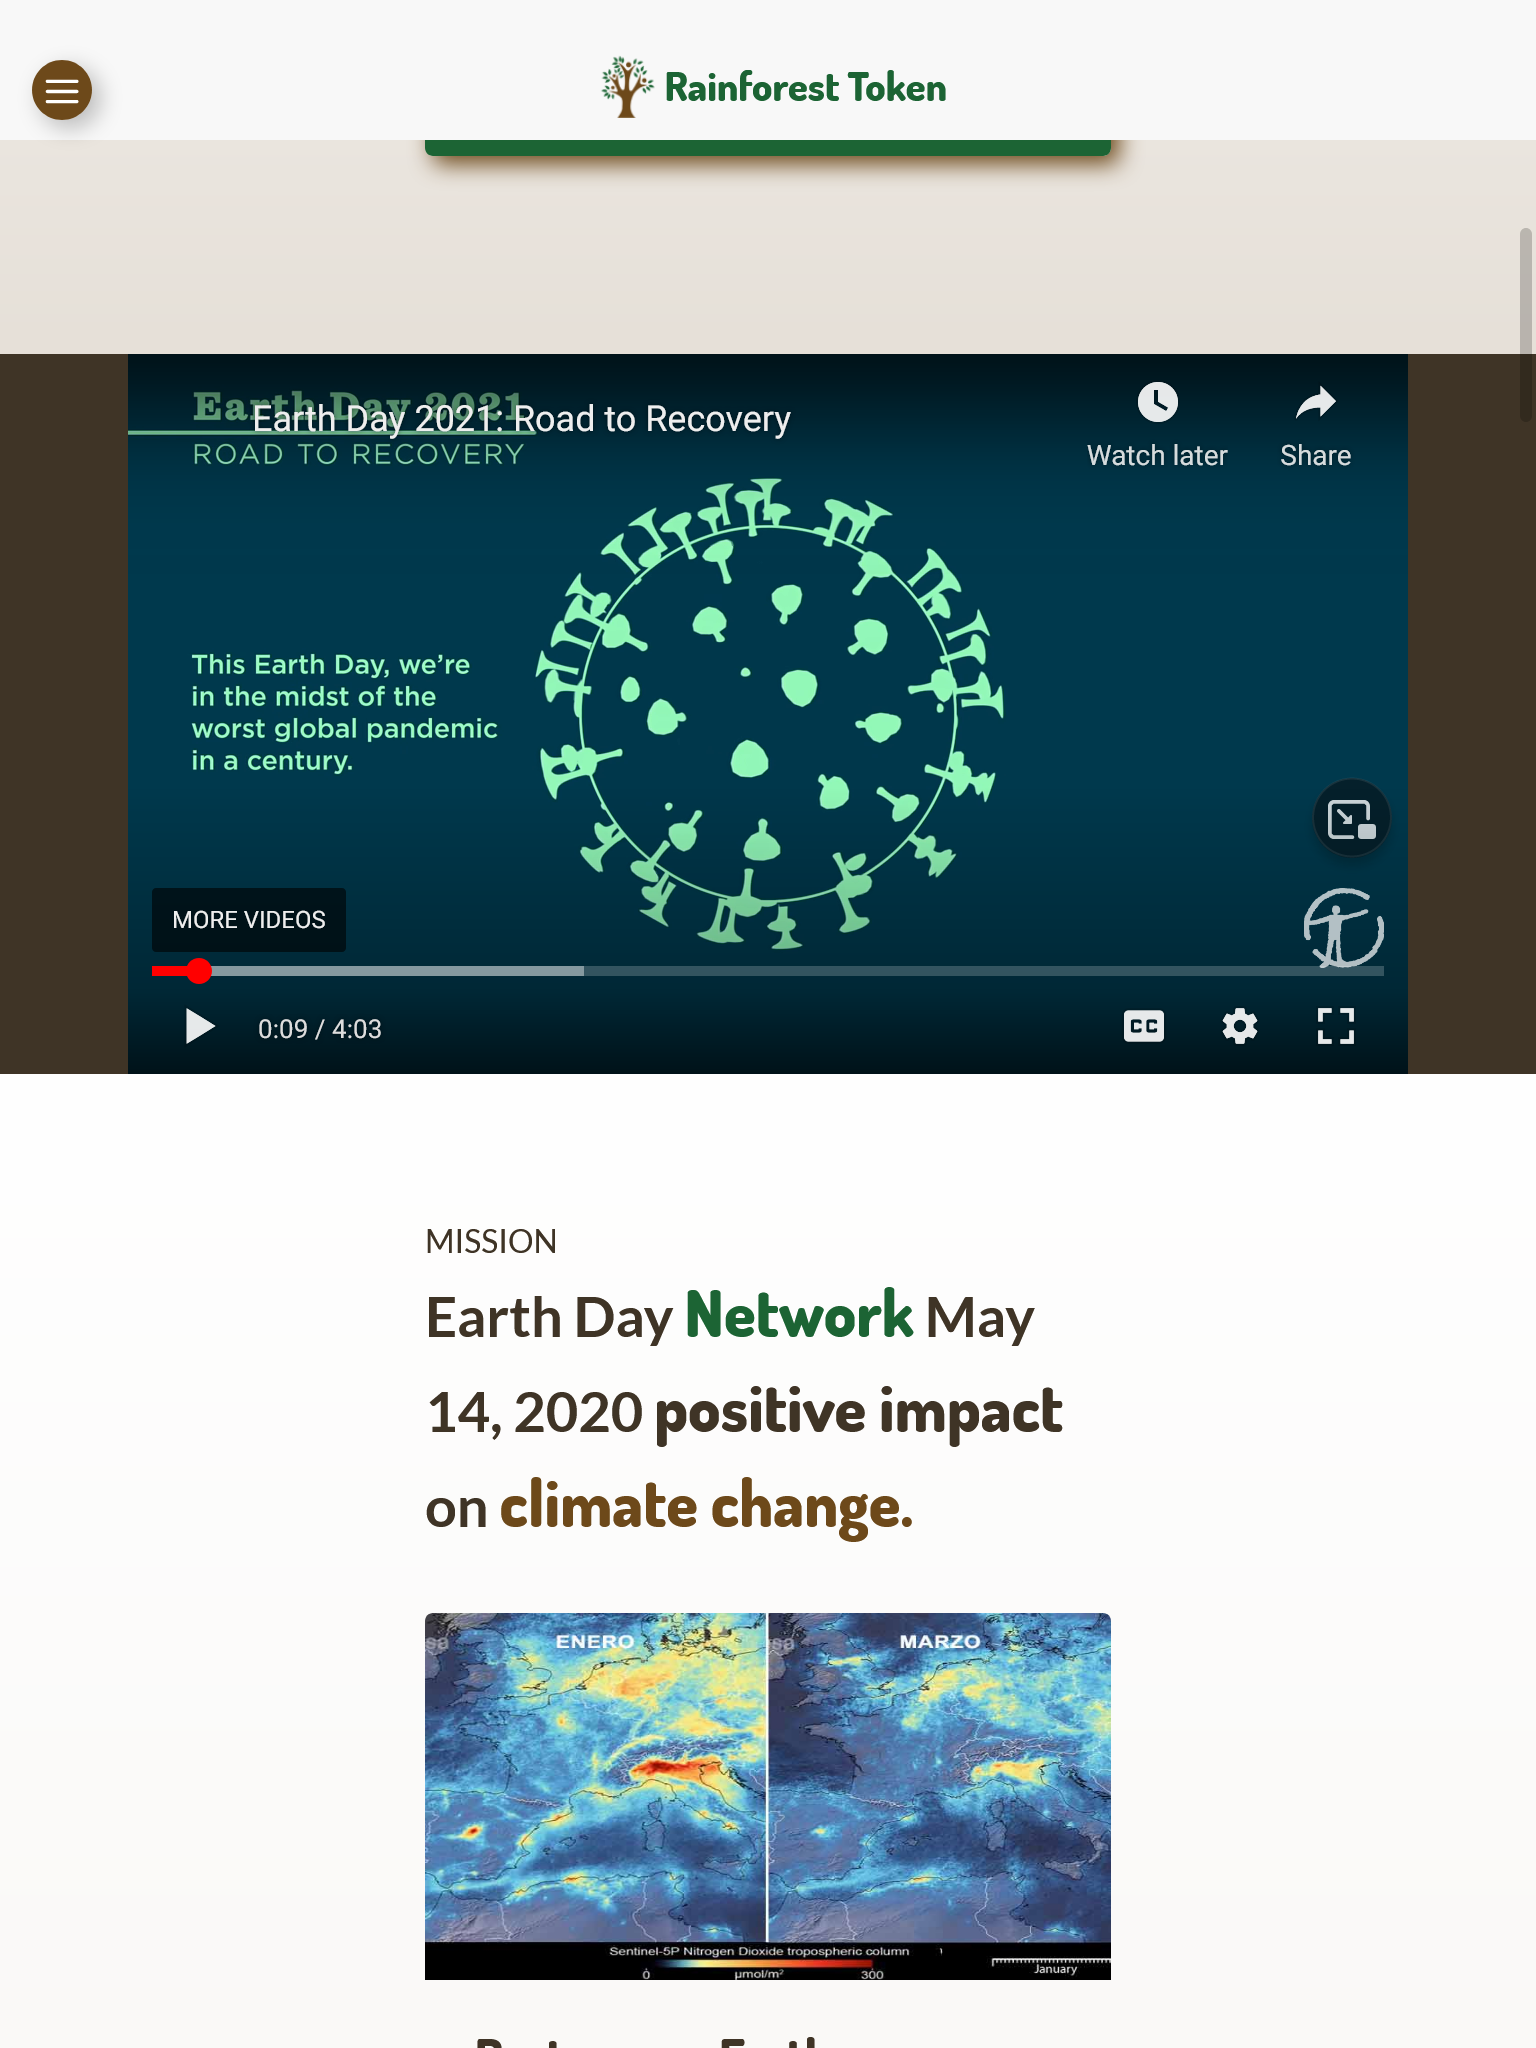 Rainforest Token
Earth Day 2021
Earth Day 2021: Road to Recovery
ROAD TO RECOVERY
Watch later
Share
This Earth Day, we’re
in the midst of the
worst global pandemic
in a century.
MORE VIDEOS
0:09 / 4:03
CC
MISSION
Earth Day Network May
14, 2020 positive impact
on climate change.
ENERO
MARZO
Sentinel-5P Nitrogen Dioxide tropospheric column
0
µmol/m²
300
January